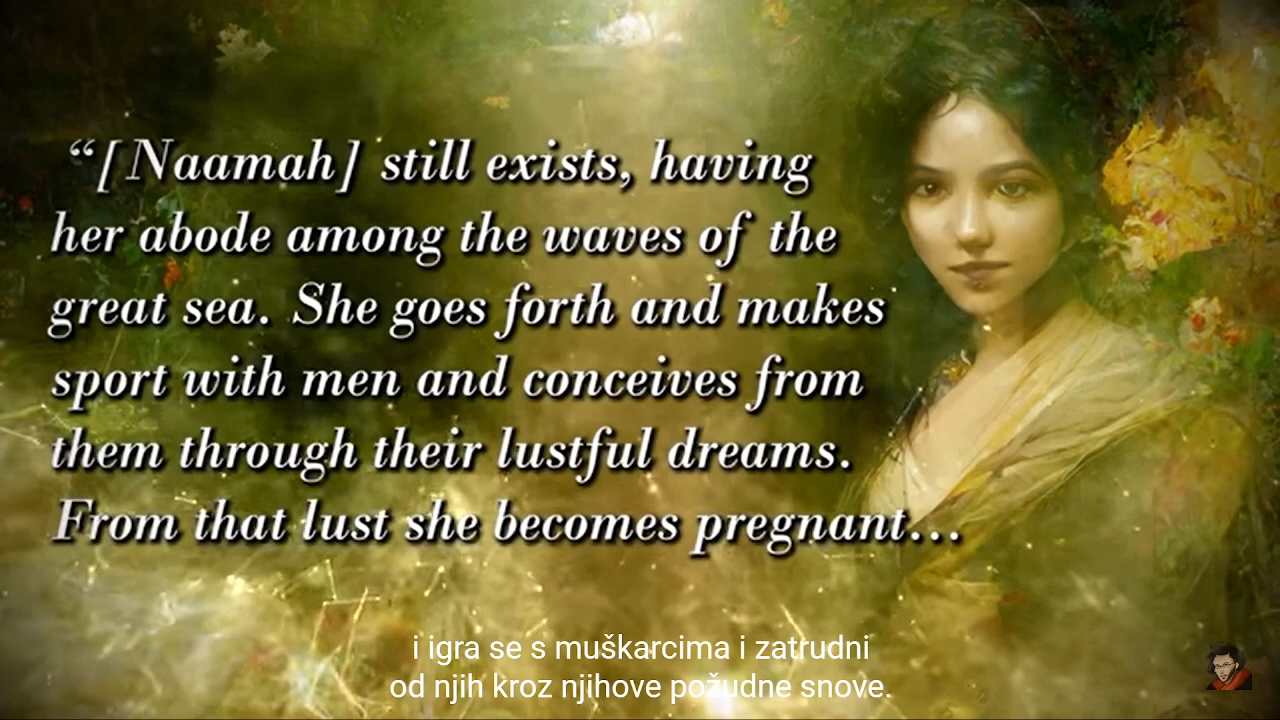 “[Naamah] still exists, having
her abode among the waves of the
great sea. She goes forth and makes
sport with men and conceives from
them through their lustful dreams.
From that lust she becomes pregnant...
i igra se s muškarcima i zatrudni
od njih kroz njihove požudne snove.